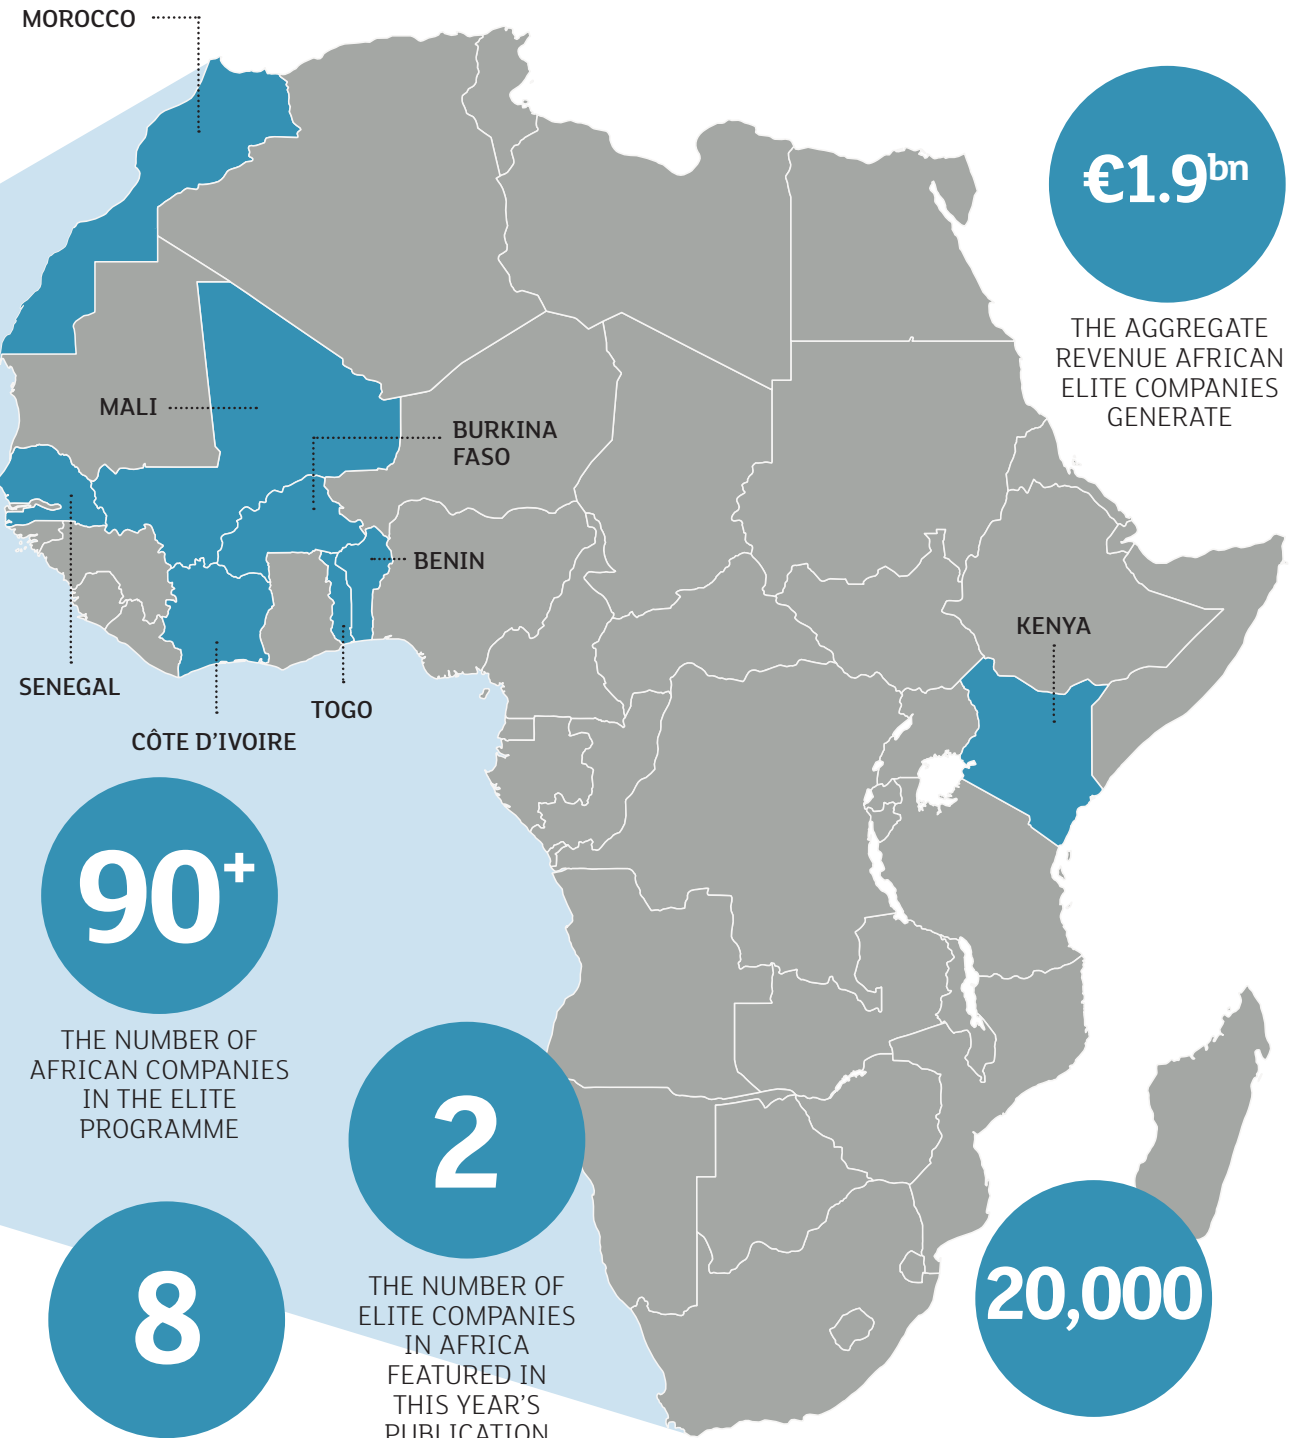 MOROCCO
€1.9bn
THE AGGREGATE
REVENUE AFRICAN
ELITE COMPANIES
GENERATE
MALI
BURKINA
FASO
BENIN
KENYA
SENEGAL
TOGO
CÔTE D’IVOIRE
90+
THE NUMBER OF
AFRICAN COMPANIES
IN THE ELITE
PROGRAMME
2
THE NUMBER OF
ELITE COMPANIES
IN AFRICA
FEATURED IN
THIS YEAR’S
PUBLICATION
8
20,000